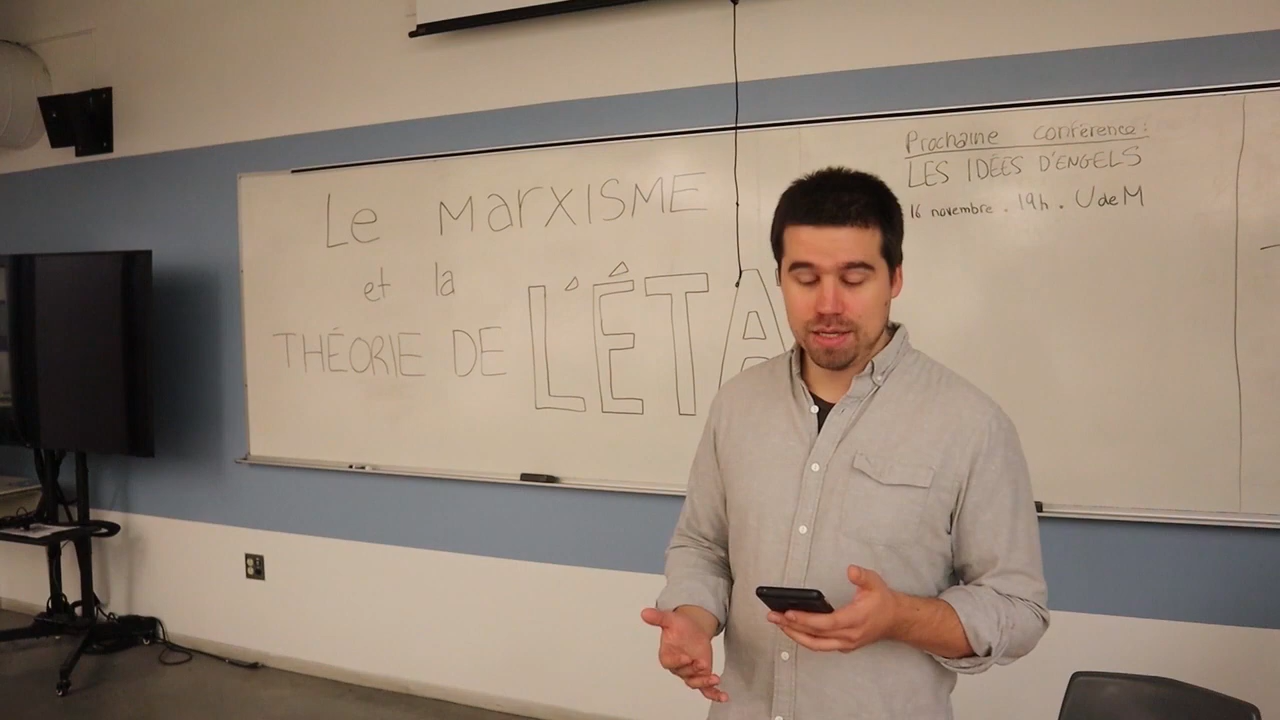 Le marxisme
et la
THÉORIE DE L'ÉTA
Prochaine conférence:
LES IDÉES D'ENGELS
16 novembre. 19h. UdeM